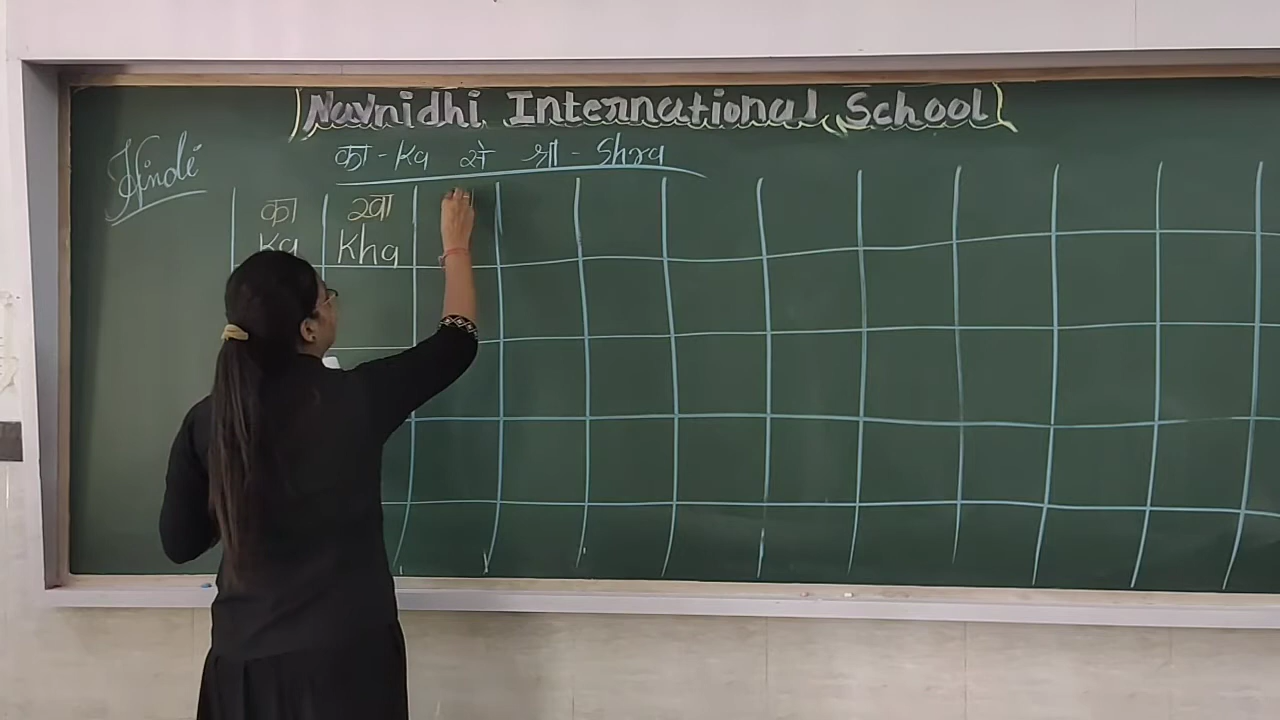 Navnidhi International School
Hindi
का - Ka से श्रा - Shra
का खा
Ka Kha